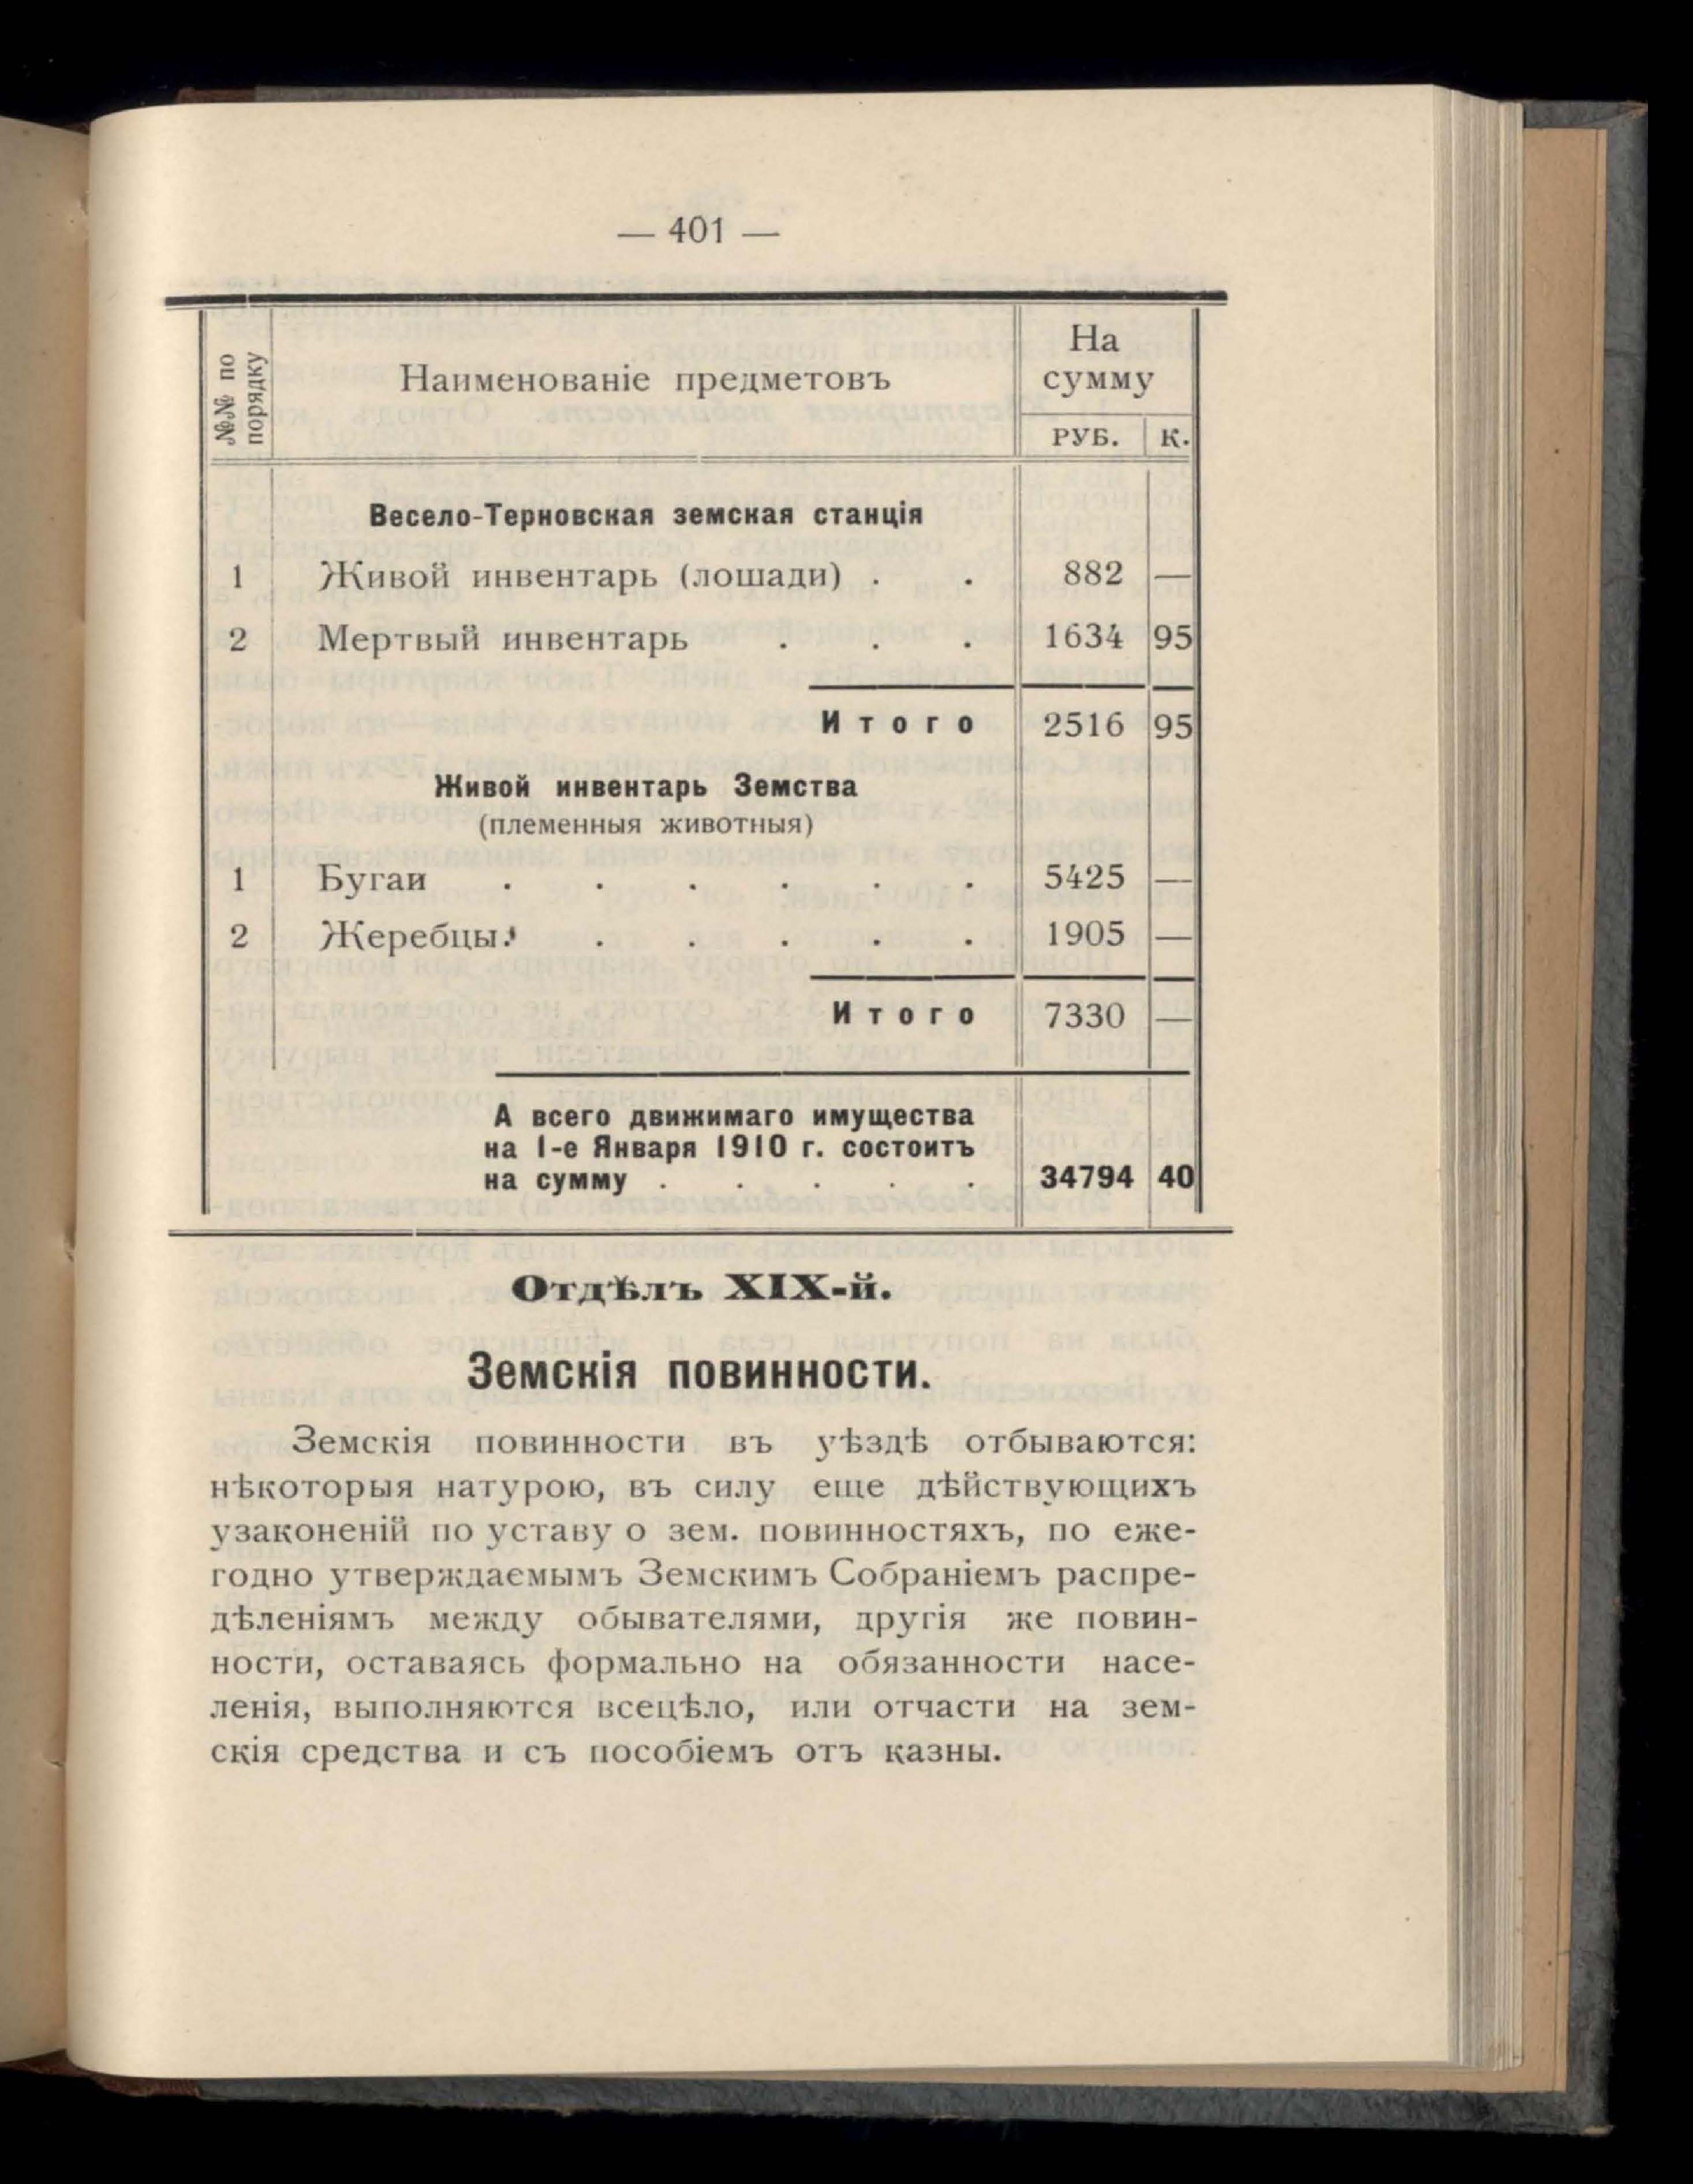 — 401 —
№№ по порядку
Наименованіе предметовъ
На сумму
РУБ. К.
Весело-Терновская земская станція
1 Живой инвентарь (лошади) . . 882 —
2 Мертвый инвентарь . . . 1634 95
Итого 2516 95
Живой инвентарь Земства
(племенныя животныя)
1 Бугаи . . . . . . 5425 —
2 Жеребцы . . . . . . 1905 —
Итого 7330 —
А всего движимаго имущества
на 1-е Января 1910 г. состоитъ
на сумму . . . . . 34794 40
Отдѣлъ XIX-й.
Земскія повинности.
Земскія повинности въ уѣздѣ отбываются:
нѣкоторыя натурою, въ силу еще дѣйствующихъ
узаконеній по уставу о зем. повинностяхъ, по еже-
годно утверждаемымъ Земскимъ Собраніемъ распре-
дѣленіямъ между обывателями, другія же повин-
ности, оставаясь формально на обязанности насе-
ленія, выполняются всецѣло, или отчасти на зем-
скія средства и съ пособіемъ отъ казны.